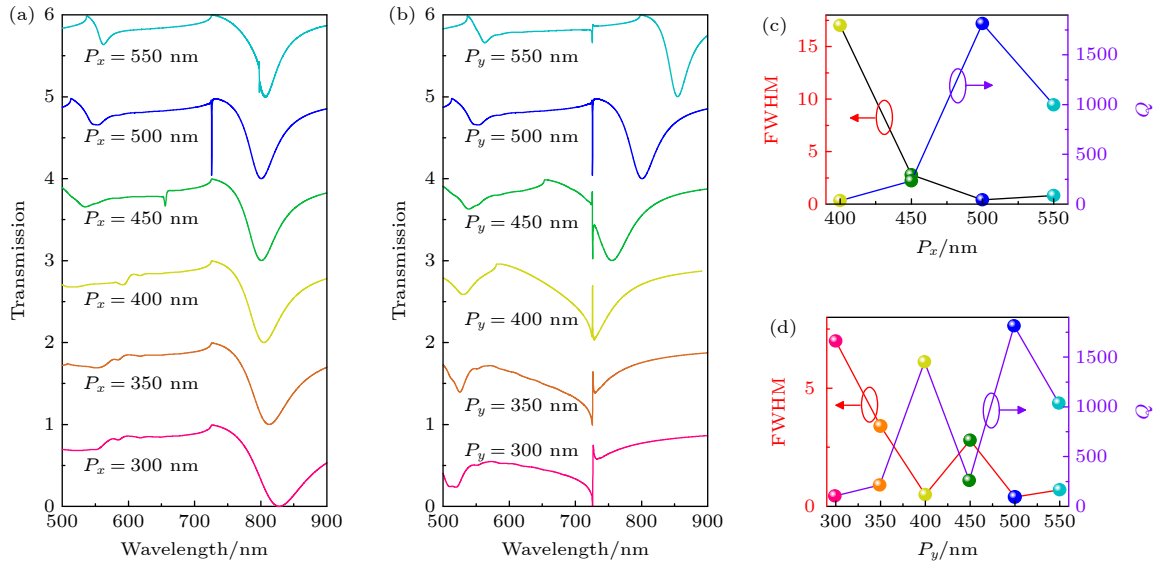 (a)
6
5
4
3
2
1
0
Transmission
P_x = 550 nm
P_x = 500 nm
P_x = 450 nm
P_x = 400 nm
P_x = 350 nm
P_x = 300 nm
500 600 700 800 900
Wavelength/nm
(b)
6
5
4
3
2
1
0
Transmission
P_y = 550 nm
P_y = 500 nm
P_y = 450 nm
P_y = 400 nm
P_y = 350 nm
P_y = 300 nm
500 600 700 800 900
Wavelength/nm
(c)
15
10
5
0
FWHM
1500
1000
500
0
Q
400 450 500 550
P_x/nm
(d)
5
0
FWHM
1500
1000
500
0
Q
300 350 400 450 500 550
P_y/nm